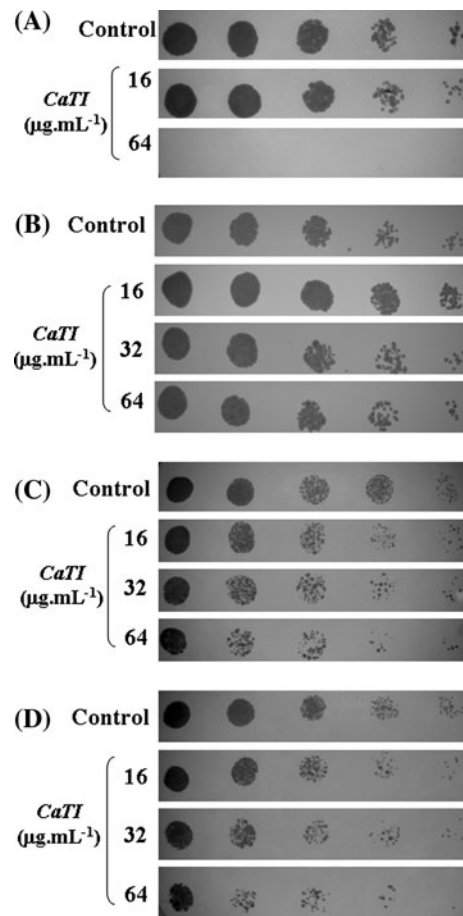 (A)
Control
16
CaTI
(µg.mL⁻¹)
64
(B)
Control
16
CaTI
(µg.mL⁻¹)
32
64
(C)
Control
16
CaTI
(µg.mL⁻¹)
32
64
(D)
Control
16
CaTI
(µg.mL⁻¹)
32
64